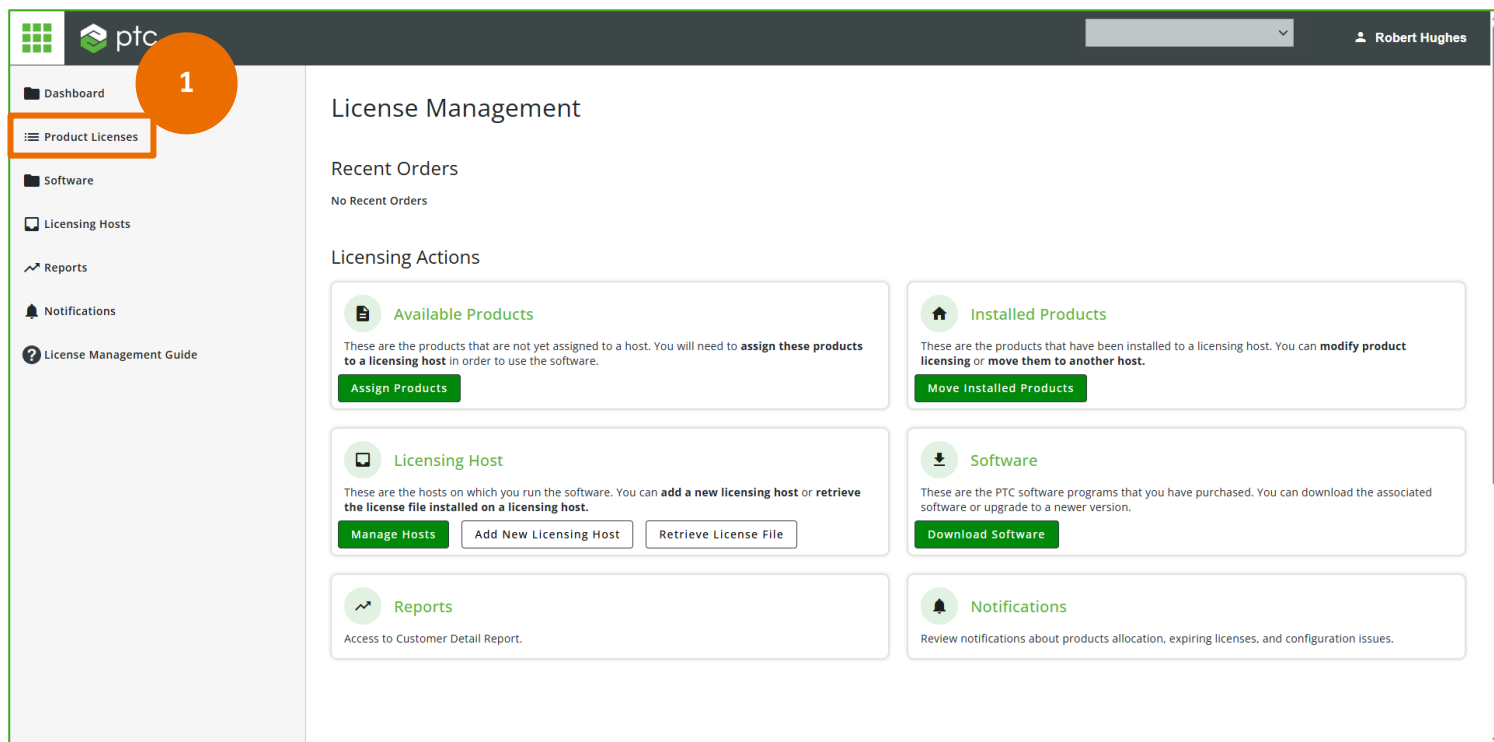 ptc
Robert Hughes
1
Dashboard
Product Licenses
Software
Licensing Hosts
Reports
Notifications
? License Management Guide
License Management
Recent Orders
No Recent Orders
Licensing Actions
Available Products
These are the products that are not yet assigned to a host. You will need to assign these products
to a licensing host in order to use the software.
Assign Products
Installed Products
These are the products that have been installed to a licensing host. You can modify product
licensing or move them to another host.
Move Installed Products
Licensing Host
These are the hosts on which you run the software. You can add a new licensing host or retrieve
the license file installed on a licensing host.
Manage Hosts
Add New Licensing Host
Retrieve License File
Software
These are the PTC software programs that you have purchased. You can download the associated
software or upgrade to a newer version.
Download Software
Reports
Access to Customer Detail Report.
Notifications
Review notifications about products allocation, expiring licenses, and configuration issues.